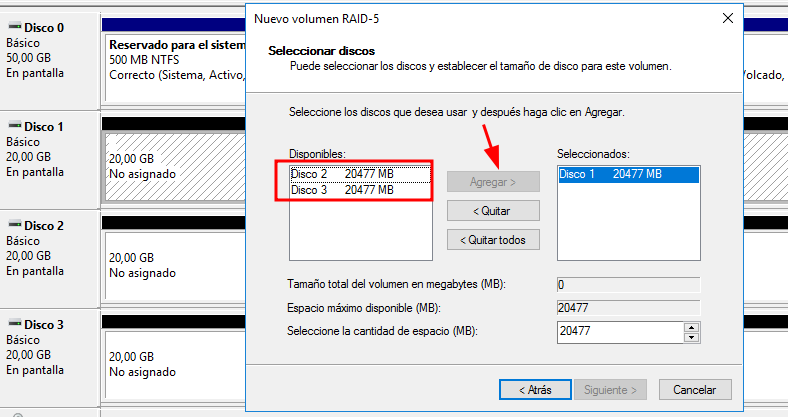 Disco 0
Básico
50,00 GB
En pantalla
Reservado para el sistem
500 MB NTFS
Correcto (Sistema, Activo,
Volcado,
Disco 1
Básico
20,00 GB
En pantalla
20,00 GB
No asignado
Disco 2
Básico
20,00 GB
En pantalla
20,00 GB
No asignado
Disco 3
Básico
20,00 GB
En pantalla
20,00 GB
No asignado
Nuevo volumen RAID-5
Seleccionar discos
Puede seleccionar los discos y establecer el tamaño de disco para este volumen.
Seleccione los discos que desea usar y después haga clic en Agregar.
Disponibles:
Disco 2 20477 MB
Disco 3 20477 MB
Agregar >
< Quitar
< Quitar todos
Seleccionados:
Disco 1 20477 MB
Tamaño total del volumen en megabytes (MB): 0
Espacio máximo disponible (MB): 20477
Seleccione la cantidad de espacio (MB): 20477
< Atrás Siguiente > Cancelar